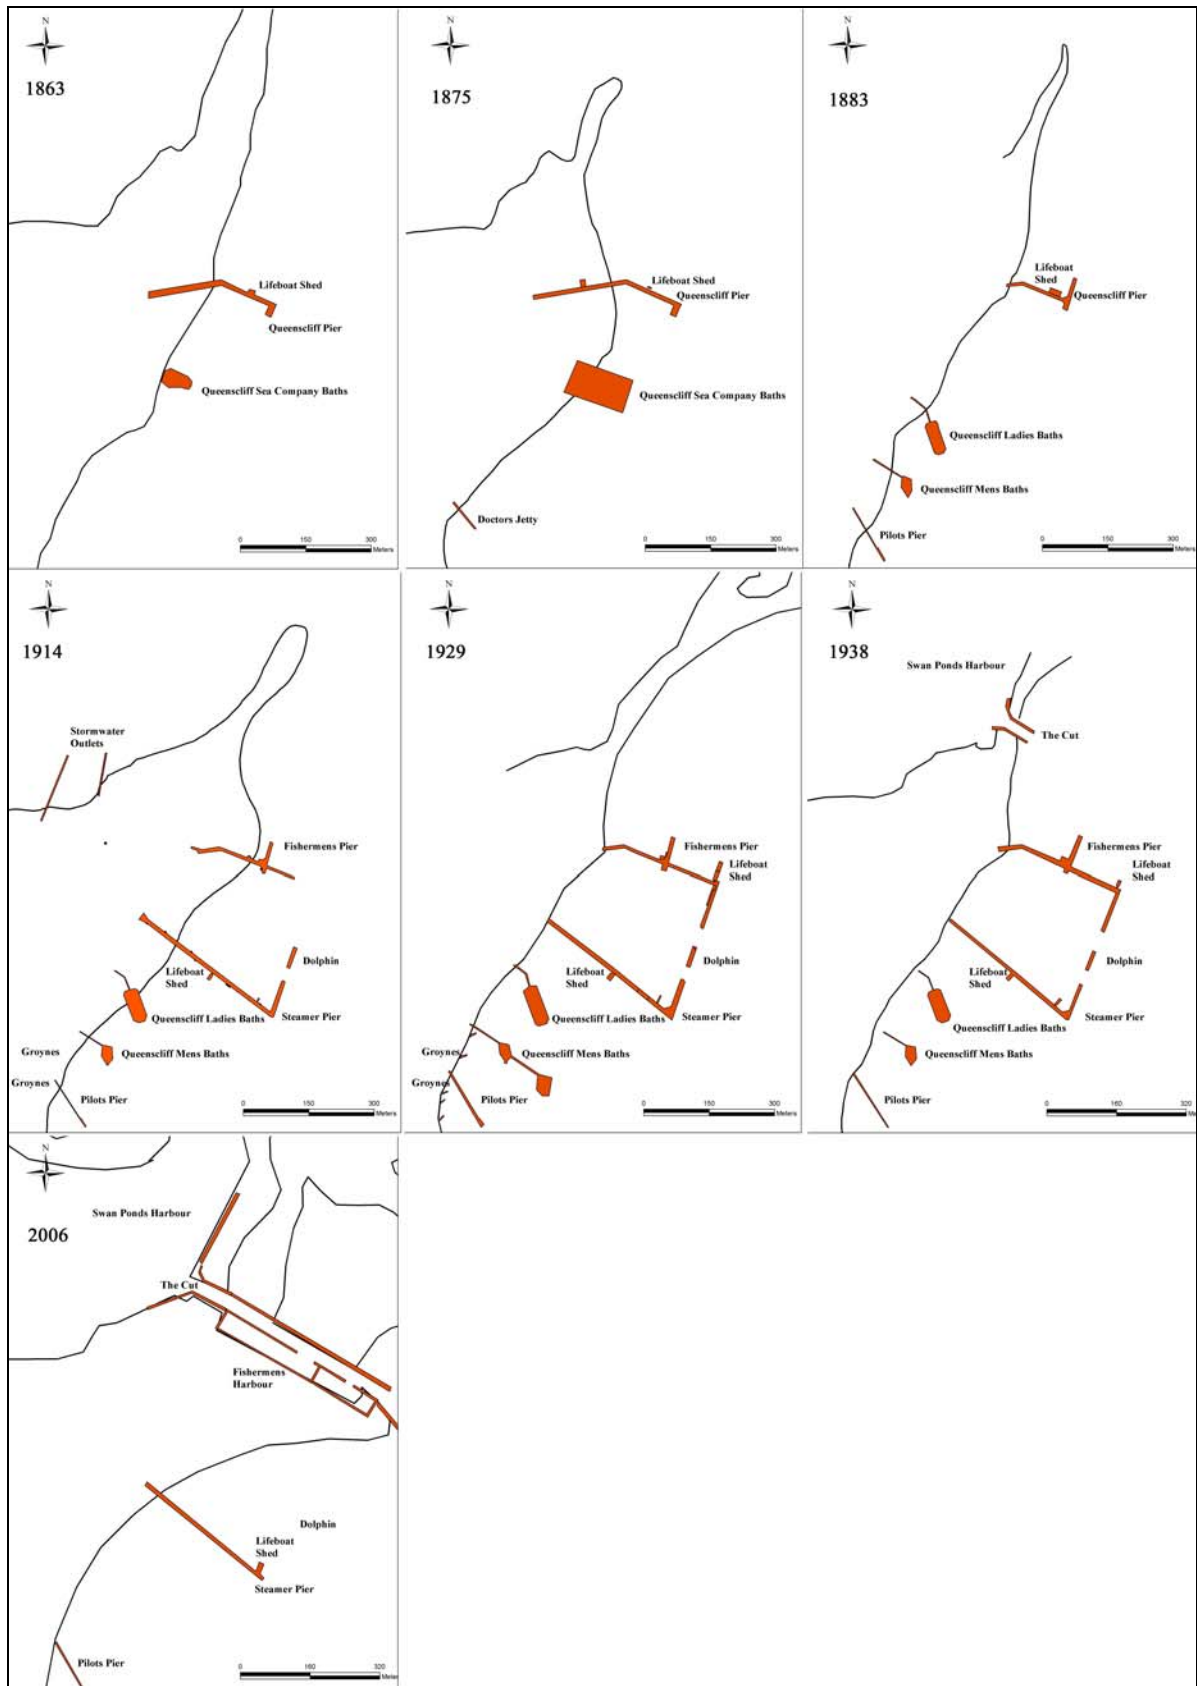 N
1863
Lifeboat Shed
Queenscliff Pier
Queenscliff Sea Company Baths
0 150 300
Meters
N
1875
Lifeboat Shed
Queenscliff Pier
Queenscliff Sea Company Baths
Doctors Jetty
0 150 300
Meters
N
1883
Lifeboat
Shed
Queenscliff Pier
Queenscliff Ladies Baths
Queenscliff Mens Baths
Pilots Pier
0 150 300
Meters
N
1914
Stormwater
Outlets
Fishermens Pier
Lifeboat
Shed
Dolphin
Steamer Pier
Queenscliff Ladies Baths
Groynes
Queenscliff Mens Baths
Groynes
Pilots Pier
0 150 300
Meters
N
1929
Fishermens Pier
Lifeboat
Shed
Dolphin
Lifeboat
Shed
Queenscliff Ladies Baths
Steamer Pier
Groynes
Queenscliff Mens Baths
Groynes
Pilots Pier
0 150 300
Meters
N
1938
Swan Ponds Harbour
The Cut
Fishermens Pier
Lifeboat
Shed
Dolphin
Lifeboat
Shed
Steamer Pier
Queenscliff Ladies Baths
Queenscliff Mens Baths
Pilots Pier
0 160 320
Meters
N
2006
Swan Ponds Harbour
The Cut
Fishermens
Harbour
Dolphin
Lifeboat
Shed
Steamer Pier
Pilots Pier
0 160 320
Meters